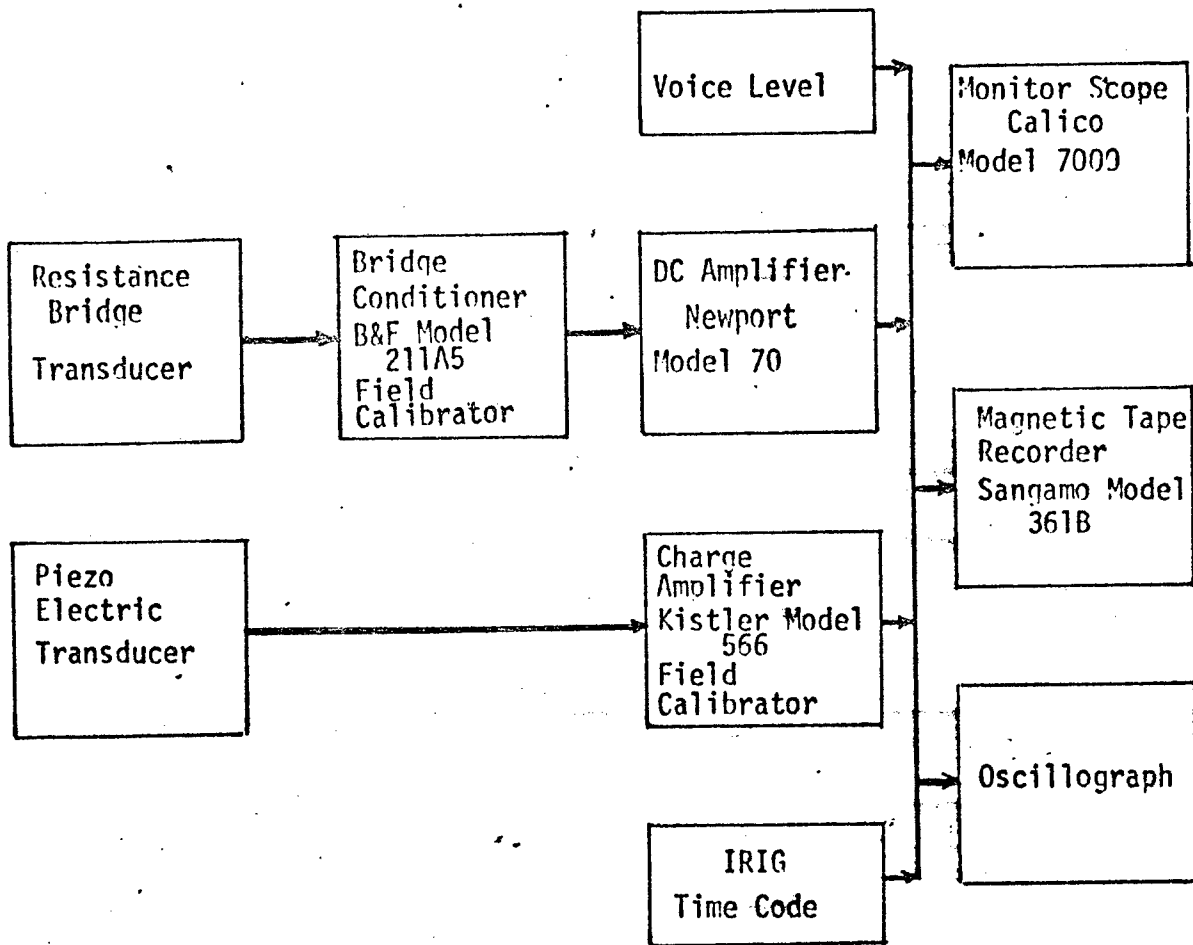 Voice Level
Monitor Scope
Calico
Model 7000
Resistance
Bridge
Transducer
Bridge
Conditioner
B&F Model
211A5
Field
Calibrator
DC Amplifier
Newport
Model 70
Magnetic Tape
Recorder
Sangamo Model
361B
Piezo
Electric
Transducer
Charge
Amplifier
Kistler Model
566
Field
Calibrator
Oscillograph
IRIG
Time Code